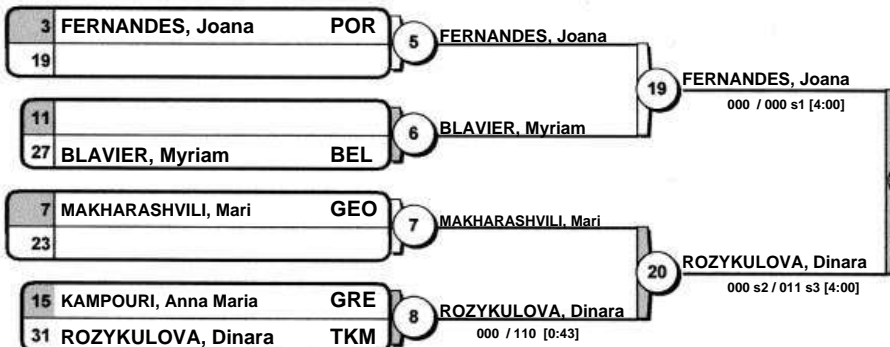 3 FERNANDES, Joana POR
19
5 FERNANDES, Joana
11
27 BLAVIER, Myriam BEL
6 BLAVIER, Myriam
19 FERNANDES, Joana
000 / 000 s1 [4:00]
7 MAKHARASHVILI, Mari GEO
23
7 MAKHARASHVILI, Mari
15 KAMPOURI, Anna Maria GRE
31 ROZYKULOVA, Dinara TKM
8 ROZYKULOVA, Dinara
000 / 110 [0:43]
20 ROZYKULOVA, Dinara
000 s2 / 011 s3 [4:00]